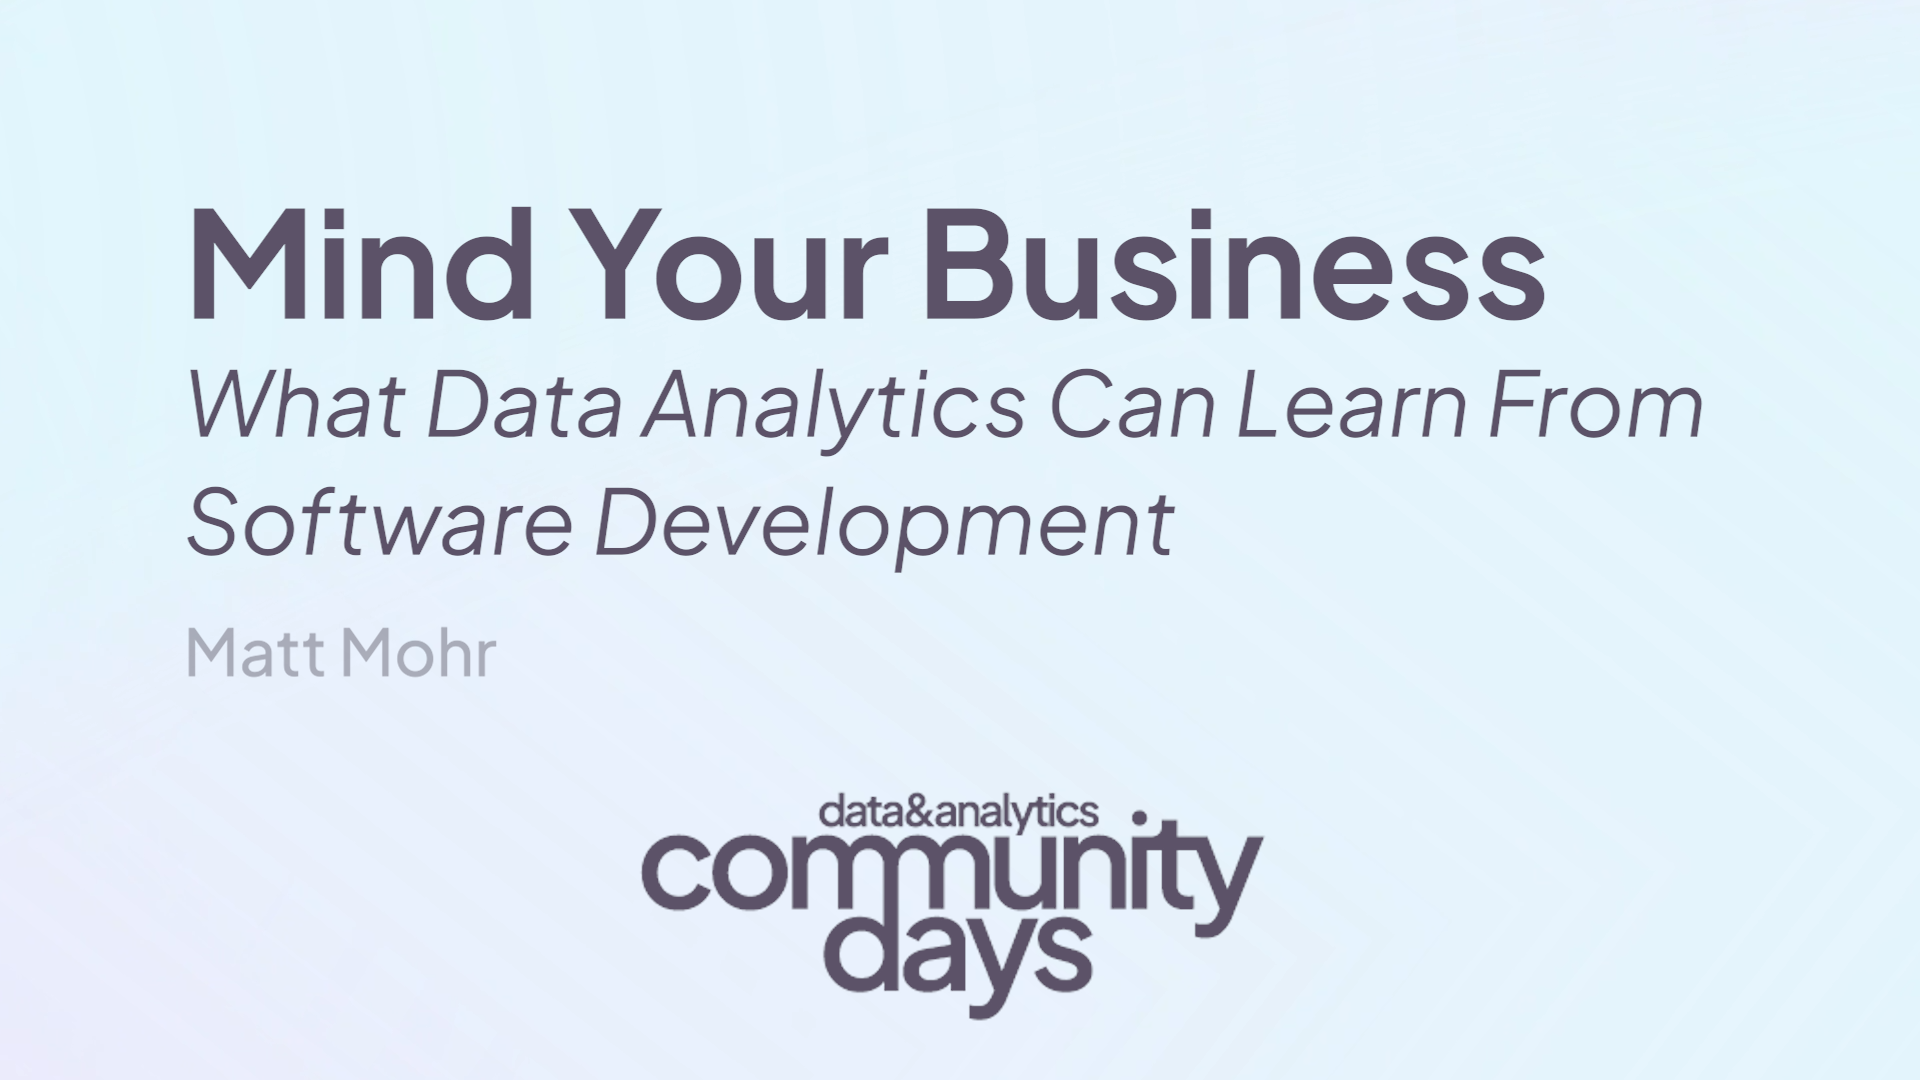 Mind Your Business
What Data Analytics Can Learn From
Software Development
Matt Mohr
data&analytics
community
days